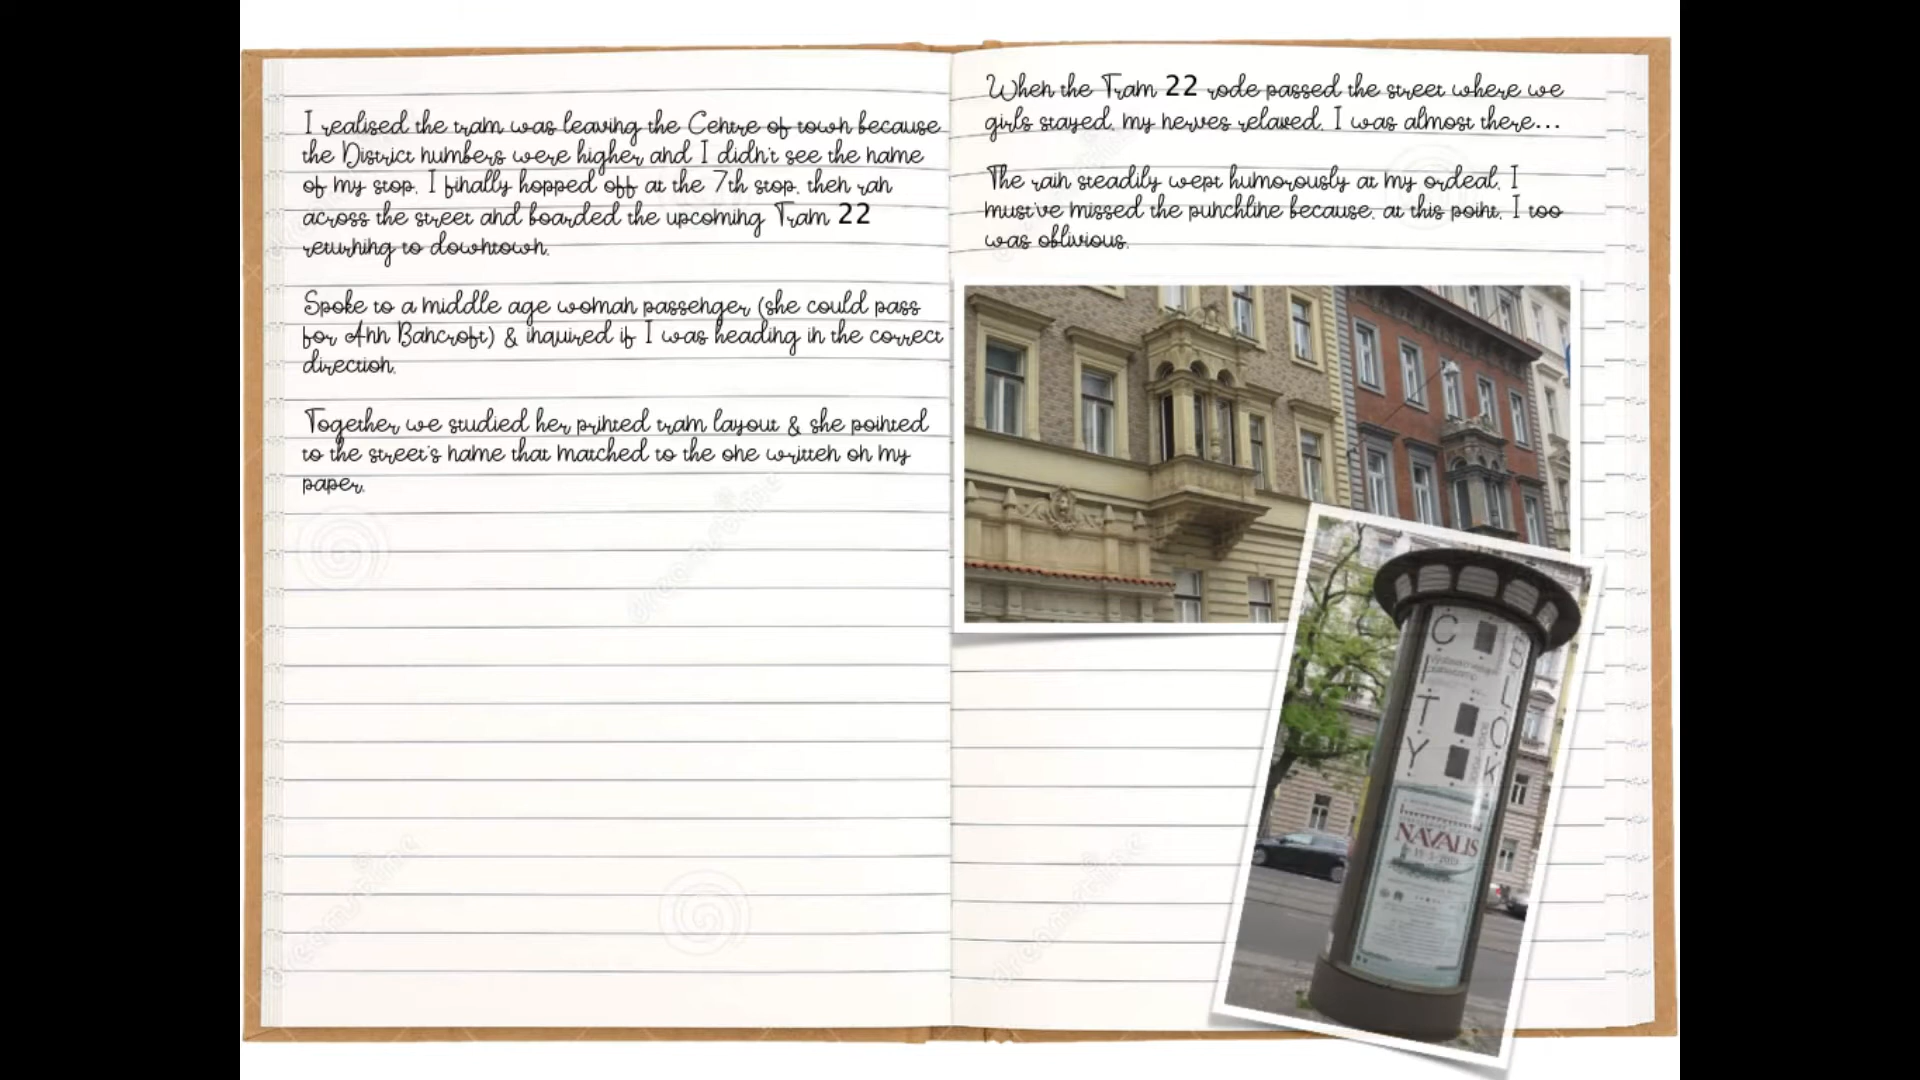 I realised the tram was leaving the Centre of town because
the District numbers were higher and I didn't see the name
of my stop. I finally hopped off at the 7th stop, then ran
across the street and boarded the upcoming Tram 22
returning to downtown.
Spoke to a middle age woman passenger (she could pass
for Ann Bancroft) & inquired if I was heading in the correct
direction.
Together we studied her printed tram layout & she pointed
to the street's name that matched to the one written on my
paper.
When the Tram 22 rode passed the street where we
girls stayed, my nerves relaxed. I was almost there...
The rain steadily wept humorously at my ordeal. I
must've missed the punchline because, at this point, I too
was oblivious.
CITY
BLOK
NAVALIS
dreamstime
dreamstime
dreamstime